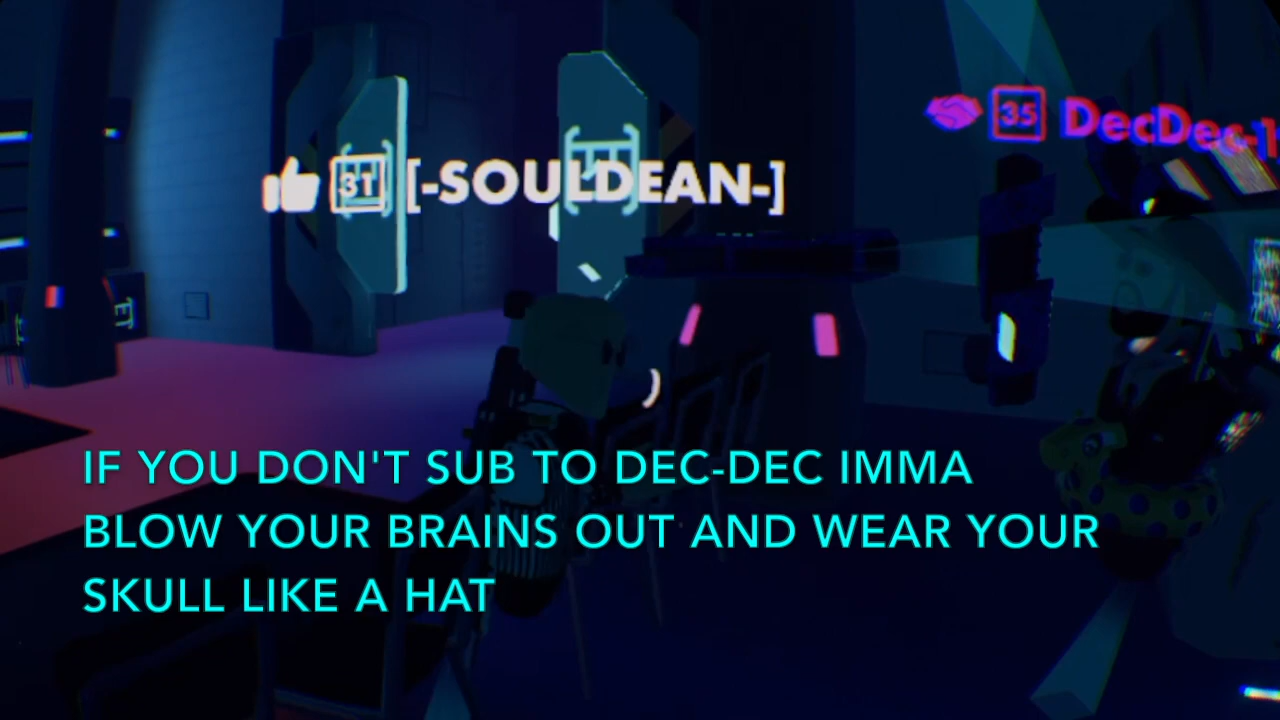 35 DecDec-1
31 [-SOULDEAN-]
IF YOU DON'T SUB TO DEC-DEC IMMA
BLOW YOUR BRAINS OUT AND WEAR YOUR
SKULL LIKE A HAT